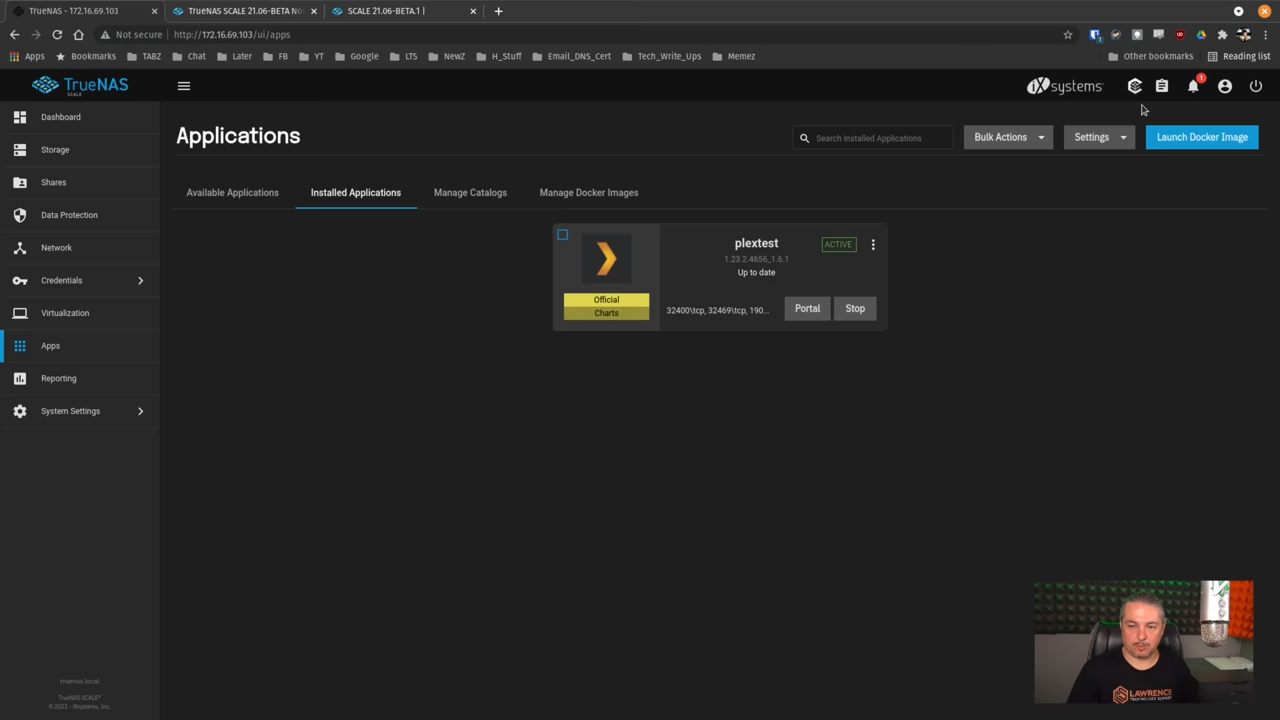 TrueNAS - 172.16.69.103
TrueNAS SCALE 21.06-BETA No
SCALE 21.06-BETA.1 |
Not secure
http://172.16.69.103/ui/apps
Apps
Bookmarks
TABZ
Chat
Later
FB
YT
Google
LTS
NewZ
H_Stuff
Email_DNS_Cert
Tech_Write_Ups
Memez
Other bookmarks
Reading list
TrueNAS
SCALE
iXsystems
1
Dashboard
Storage
Shares
Data Protection
Network
Credentials
Virtualization
Apps
Reporting
System Settings
truenas.local
TrueNAS SCALE®
© 2021 - iXsystems, Inc.
Applications
Search Installed Applications
Bulk Actions
Settings
Launch Docker Image
Available Applications
Installed Applications
Manage Catalogs
Manage Docker Images
plextest
ACTIVE
1.23.2.4656_1.6.1
Up to date
Official
Charts
32400\tcp, 32469\tcp, 190...
Portal
Stop
LAWRENCE